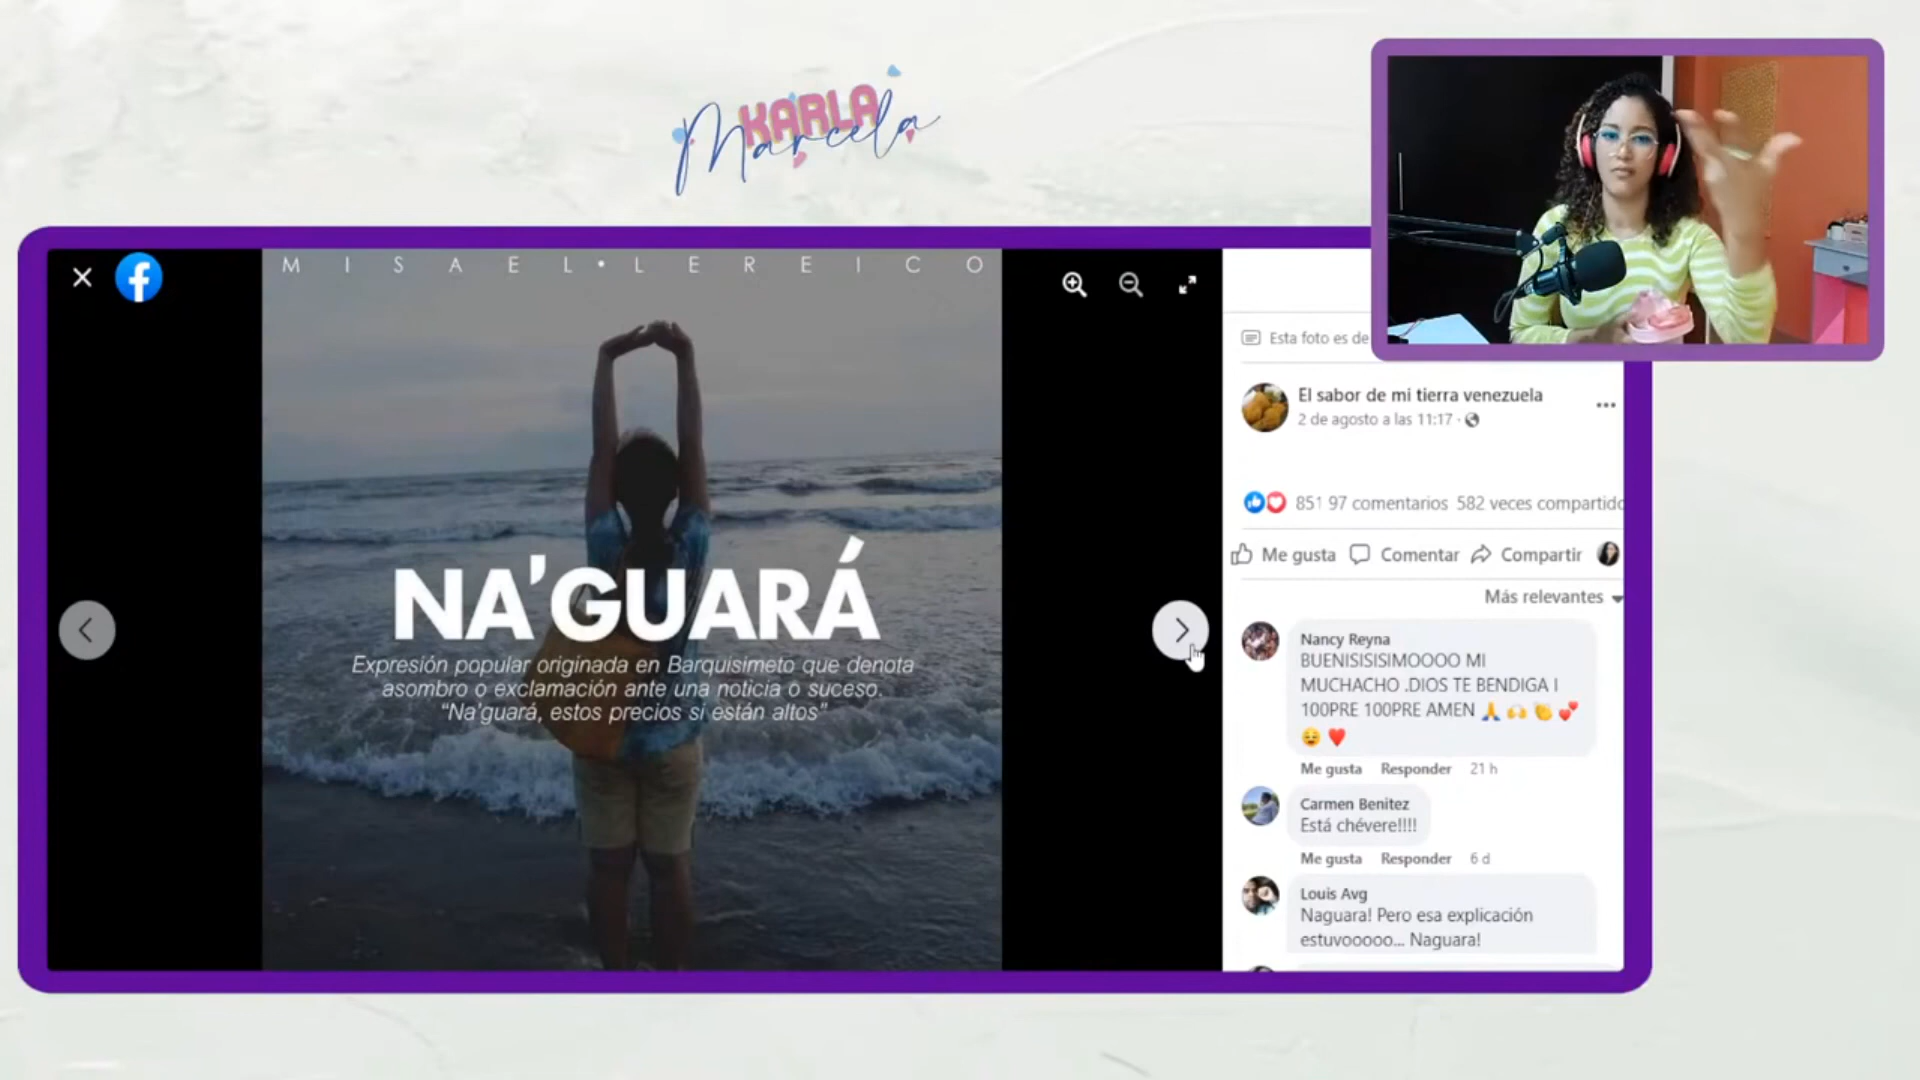 KARLA
Marcela
MISAEL•LEREICO
NA'GUARÁ
Expresión popular originada en Barquisimeto que denota
asombro o exclamación ante una noticia o suceso.
“Na'guará, estos precios si están altos”
Esta foto es de
El sabor de mi tierra venezuela
2 de agosto a las 11:17 ·
851 97 comentarios 582 veces compartido
Me gusta Comentar Compartir
Más relevantes
Nancy Reyna
BUENISISISIMOOOO MI
MUCHACHO .DIOS TE BENDIGA I
100PRE 100PRE AMEN 🙏 🙌 👏 💕
😌 ❤️
Me gusta Responder 21 h
Carmen Benitez
Está chévere!!!!
Me gusta Responder 6 d
Louis Avg
Naguara! Pero esa explicación
estuvooooo... Naguara!